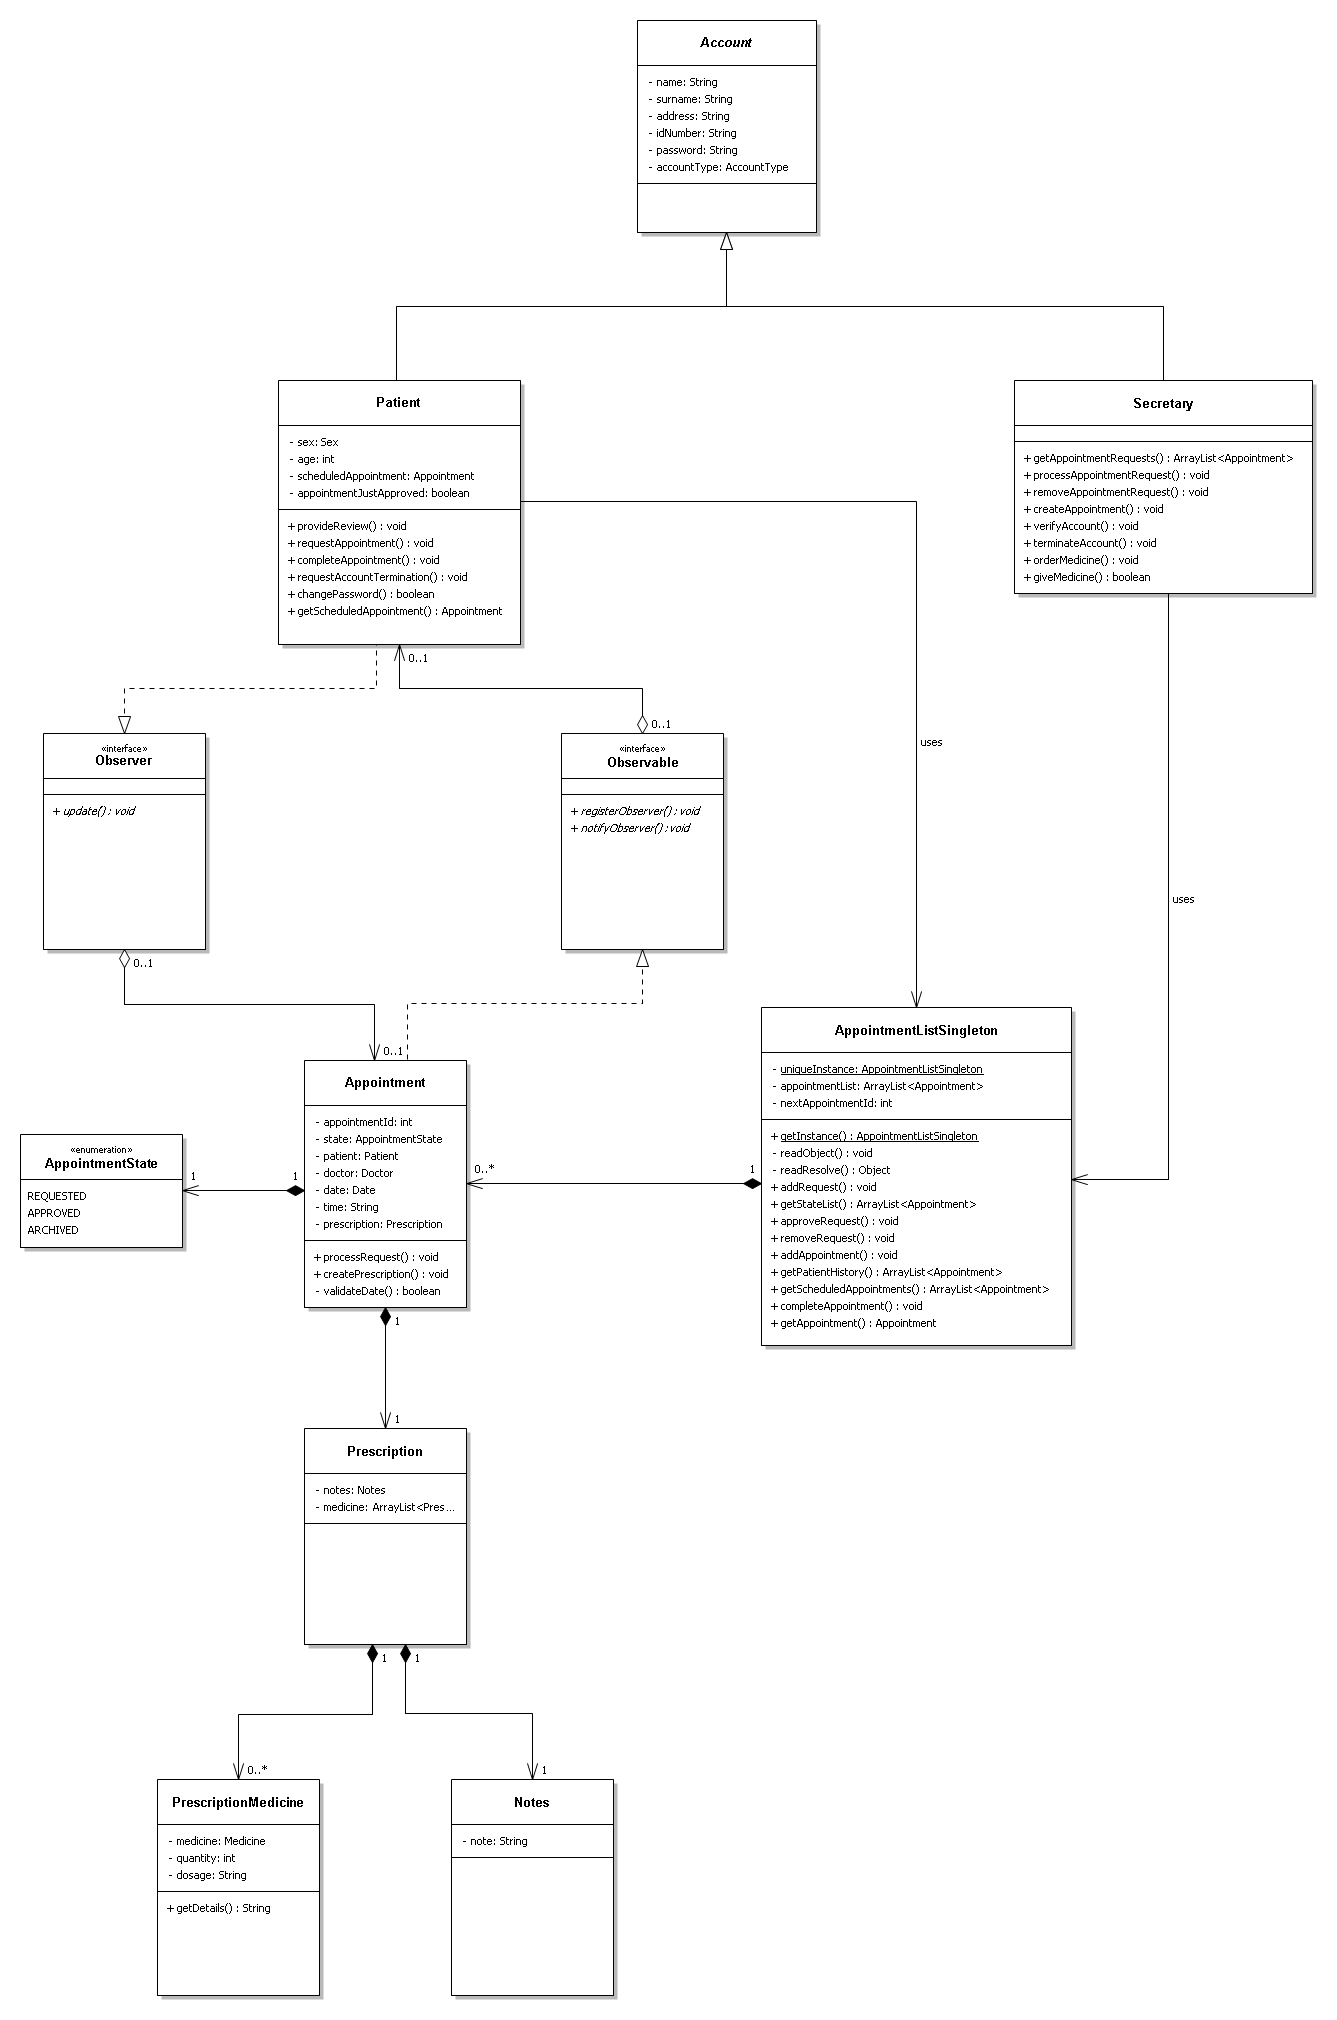 Account
- name: String
- surname: String
- address: String
- idNumber: String
- password: String
- accountType: AccountType
Patient
- sex: Sex
- age: int
- scheduledAppointment: Appointment
- appointmentJustApproved: boolean
+ provideReview() : void
+ requestAppointment() : void
+ completeAppointment() : void
+ requestAccountTermination() : void
+ changePassword() : boolean
+ getScheduledAppointment() : Appointment
Secretary
+ getAppointmentRequests() : ArrayList<Appointment>
+ processAppointmentRequest() : void
+ removeAppointmentRequest() : void
+ createAppointment() : void
+ verifyAccount() : void
+ terminateAccount() : void
+ orderMedicine() : void
+ giveMedicine() : boolean
0..1
0..1
uses
uses
«interface»
Observer
+ update() : void
«interface»
Observable
+ registerObserver() : void
+ notifyObserver() : void
0..1
0..1
Appointment
- appointmentId: int
- state: AppointmentState
- patient: Patient
- doctor: Doctor
- date: Date
- time: String
- prescription: Prescription
+ processRequest() : void
+ createPrescription() : void
- validateDate() : boolean
AppointmentListSingleton
- uniqueInstance: AppointmentListSingleton
- appointmentList: ArrayList<Appointment>
- nextAppointmentId: int
+ getInstance() : AppointmentListSingleton
- readObject() : void
- readResolve() : Object
+ addRequest() : void
+ getStateList() : ArrayList<Appointment>
+ approveRequest() : void
+ removeRequest() : void
+ addAppointment() : void
+ getPatientHistory() : ArrayList<Appointment>
+ getScheduledAppointments() : ArrayList<Appointment>
+ completeAppointment() : void
+ getAppointment() : Appointment
«enumeration»
AppointmentState
REQUESTED
APPROVED
ARCHIVED
1
1
0..*
1
1
1
Prescription
- notes: Notes
- medicine: ArrayList<Pres...
1
1
0..*
1
PrescriptionMedicine
- medicine: Medicine
- quantity: int
- dosage: String
+ getDetails() : String
Notes
- note: String